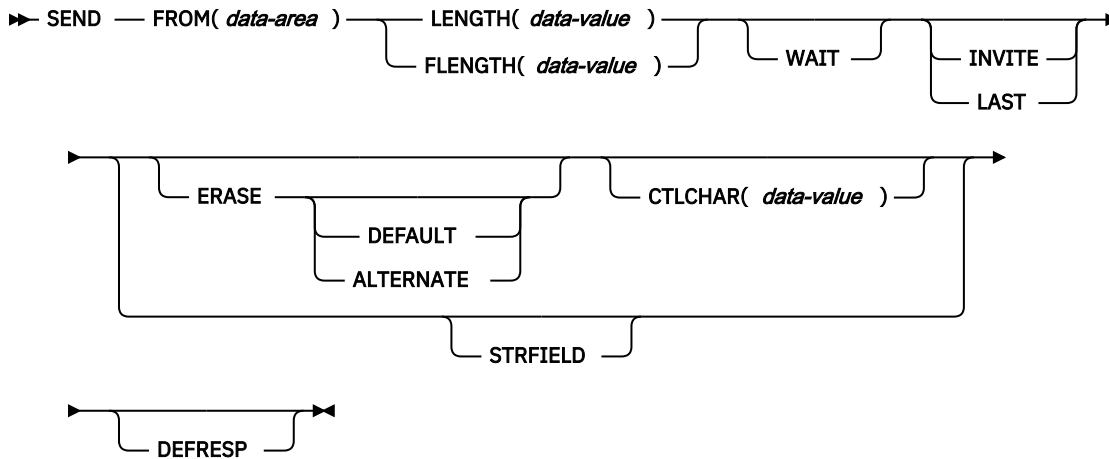 SEND FROM( data-area ) LENGTH( data-value )
FLENGTH( data-value )
WAIT
INVITE
LAST
ERASE
DEFAULT
ALTERNATE
CTLCHAR( data-value )
STRFIELD
DEFRESP